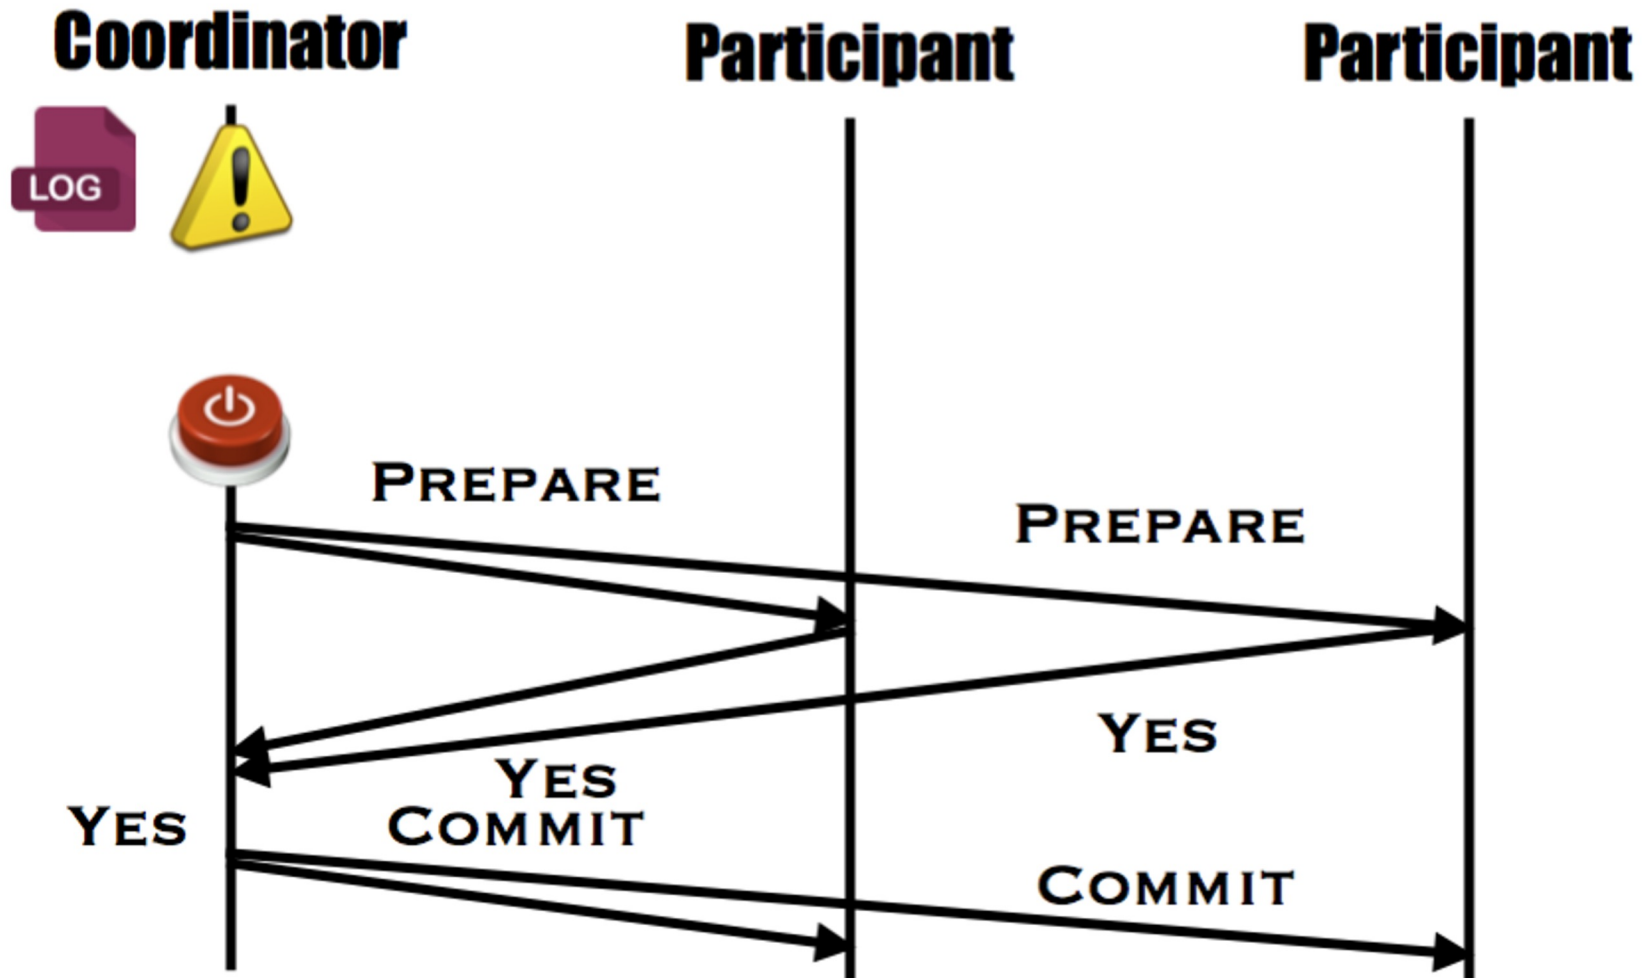 Coordinator
Participant
Participant
LOG
PREPARE
PREPARE
YES
YES
YES
COMMIT
COMMIT